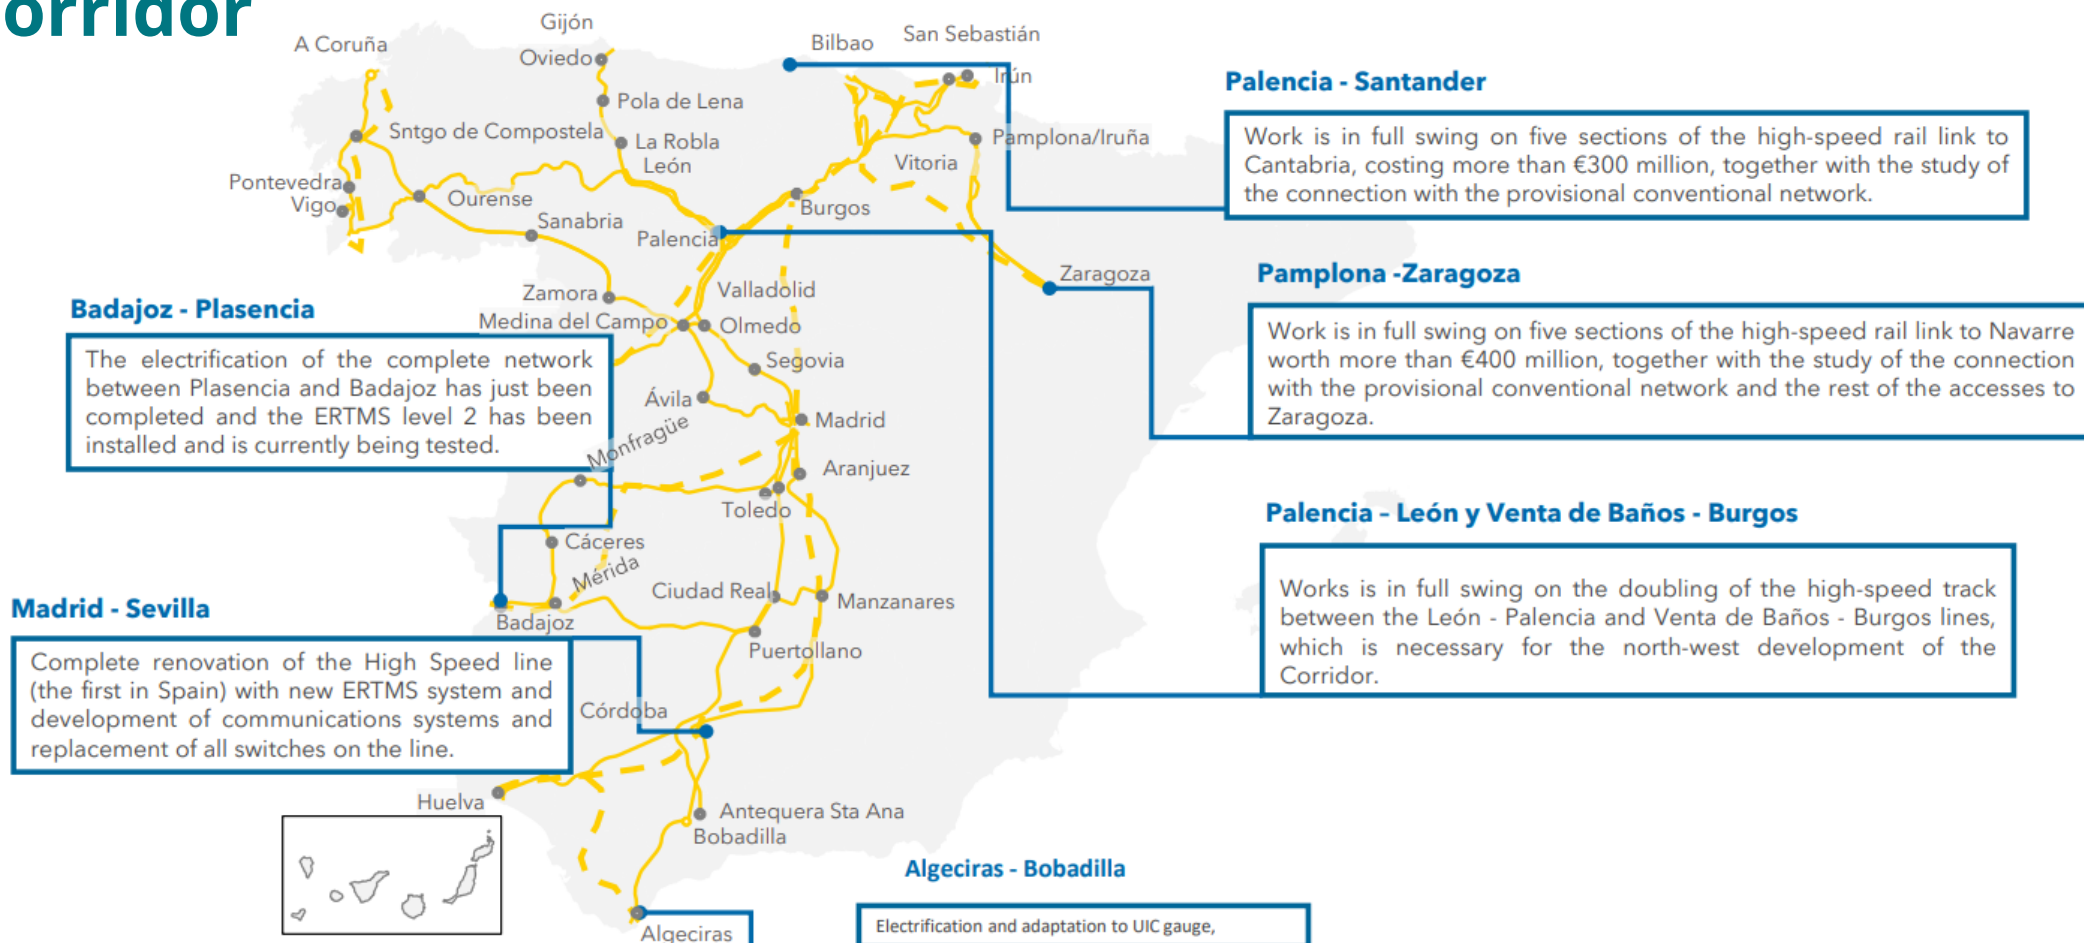 orridor
Gijón
A Coruña
San Sebastián
Bilbao
Oviedo
Irún
Pola de Lena
Sntgo de Compostela
La Robla
Pamplona/Iruña
León
Vitoria
Pontevedra
Vigo
Ourense
Burgos
Sanabria
Palencia
Zaragoza
Zamora
Valladolid
Medina del Campo
Olmedo
Segovia
Ávila
Madrid
Monfragüe
Aranjuez
Toledo
Cáceres
Mérida
Ciudad Real
Manzanares
Badajoz
Puertollano
Córdoba
Huelva
Antequera Sta Ana
Bobadilla
Algeciras
Palencia - Santander
Work is in full swing on five sections of the high-speed rail link to
Cantabria, costing more than €300 million, together with the study of
the connection with the provisional conventional network.
Pamplona -Zaragoza
Work is in full swing on five sections of the high-speed rail link to Navarre
worth more than €400 million, together with the study of the connection
with the provisional conventional network and the rest of the accesses to
Zaragoza.
Badajoz - Plasencia
The electrification of the complete network
between Plasencia and Badajoz has just been
completed and the ERTMS level 2 has been
installed and is currently being tested.
Palencia – León y Venta de Baños - Burgos
Works is in full swing on the doubling of the high-speed track
between the León - Palencia and Venta de Baños - Burgos lines,
which is necessary for the north-west development of the
Corridor.
Madrid - Sevilla
Complete renovation of the High Speed line
(the first in Spain) with new ERTMS system and
development of communications systems and
replacement of all switches on the line.
Algeciras - Bobadilla
Electrification and adaptation to UIC gauge,